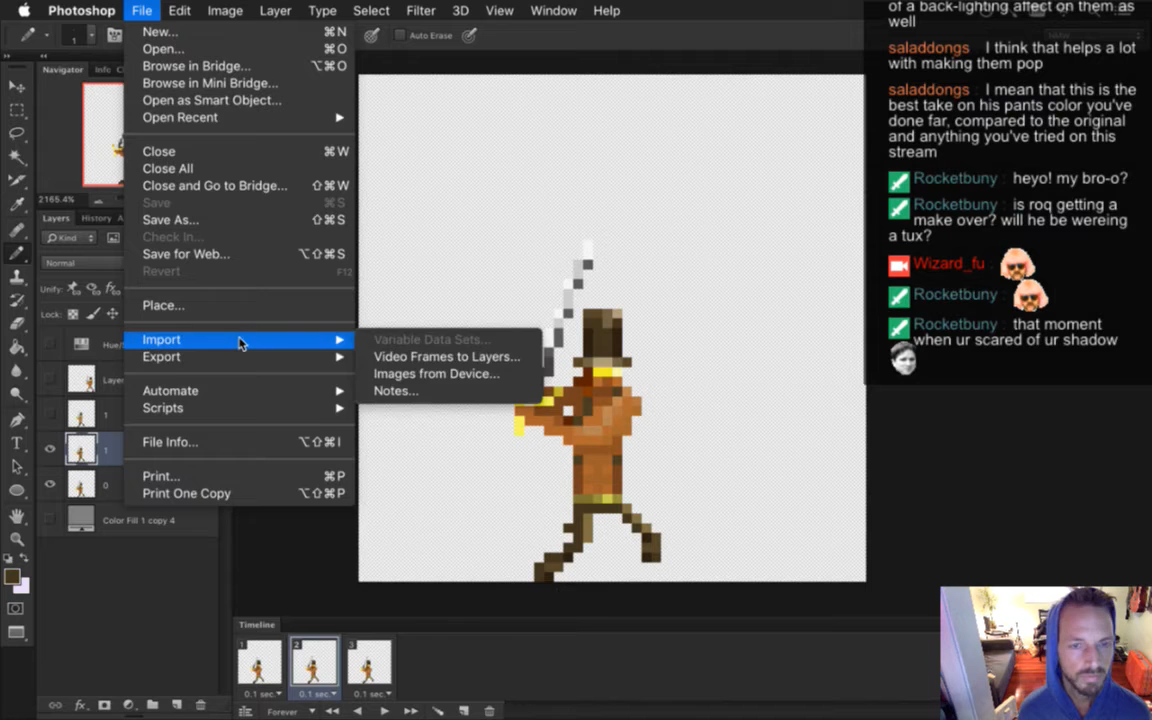 Photoshop File Edit Image Layer Type Select Filter 3D View Window Help
1 Auto Erase
Navigator Info
2165.4%
Layers History
Kind
Normal
Unify:
Lock:
Hue/
Layer
1
1
0
Color Fill 1 copy 4
New... ⌘N
Open... ⌘O
Browse in Bridge... ⌥⌘O
Browse in Mini Bridge...
Open as Smart Object...
Open Recent
Close ⌘W
Close All
Close and Go to Bridge... ⇧⌘W
Save ⌘S
Save As... ⇧⌘S
Check In...
Save for Web... ⌥⇧⌘S
Revert F12
Place...
Import
Export
Automate
Scripts
File Info... ⌥⇧⌘I
Print... ⌘P
Print One Copy ⌥⇧⌘P
Variable Data Sets...
Video Frames to Layers...
Images from Device...
Notes...
Timeline
1 2 3
0.1 sec. 0.1 sec. 0.1 sec.
Forever
of a back-lighting affect on them as
well
saladdongs I think that helps a lot
with making them pop
saladdongs : I mean that this is the
best take on his pants color you've
done far, compared to the original
and anything you've tried on this
stream
Rocketbuny : heyo! my bro-o?
Rocketbuny : is roq getting a
make over? will he be wereing
a tux?
Wizard_fu :
Rocketbuny :
Rocketbuny : that moment
when ur scared of ur shadow